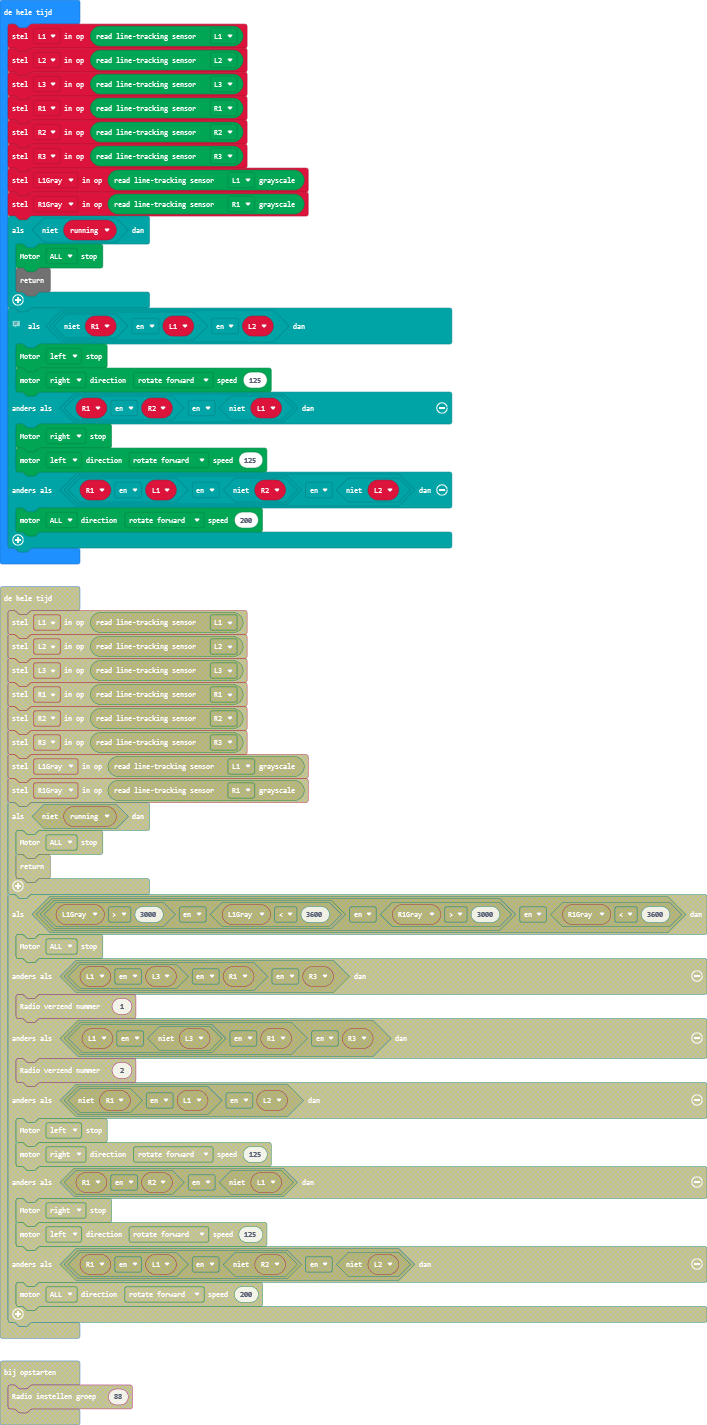 de hele tijd
stel L1 in op read line-tracking sensor L1
stel L2 in op read line-tracking sensor L2
stel L3 in op read line-tracking sensor L3
stel R1 in op read line-tracking sensor R1
stel R2 in op read line-tracking sensor R2
stel R3 in op read line-tracking sensor R3
stel L1Gray in op read line-tracking sensor L1 grayscale
stel R1Gray in op read line-tracking sensor R1 grayscale
als niet running dan
Motor ALL stop
return
als niet R1 en L1 en L2 dan
Motor left stop
motor right direction rotate forward speed 125
anders als R1 en R2 en niet L1 dan
Motor right stop
motor left direction rotate forward speed 125
anders als R1 en L1 en niet R2 en niet L2 dan
motor ALL direction rotate forward speed 200
de hele tijd
stel L1 in op read line-tracking sensor L1
stel L2 in op read line-tracking sensor L2
stel L3 in op read line-tracking sensor L3
stel R1 in op read line-tracking sensor R1
stel R2 in op read line-tracking sensor R2
stel R3 in op read line-tracking sensor R3
stel L1Gray in op read line-tracking sensor L1 grayscale
stel R1Gray in op read line-tracking sensor R1 grayscale
als niet running dan
Motor ALL stop
return
als L1Gray > 3000 en L1Gray < 3600 en R1Gray > 3000 en R1Gray < 3600 dan
Motor ALL stop
anders als L1 en L3 en R1 en R3 dan
Radio verzend nummer 1
anders als L1 en niet L3 en R1 en R3 dan
Radio verzend nummer 2
anders als niet R1 en L1 en L2 dan
Motor left stop
motor right direction rotate forward speed 125
anders als R1 en R2 en niet L1 dan
Motor right stop
motor left direction rotate forward speed 125
anders als R1 en L1 en niet R2 en niet L2 dan
motor ALL direction rotate forward speed 200
bij opstarten
Radio instellen groep 88